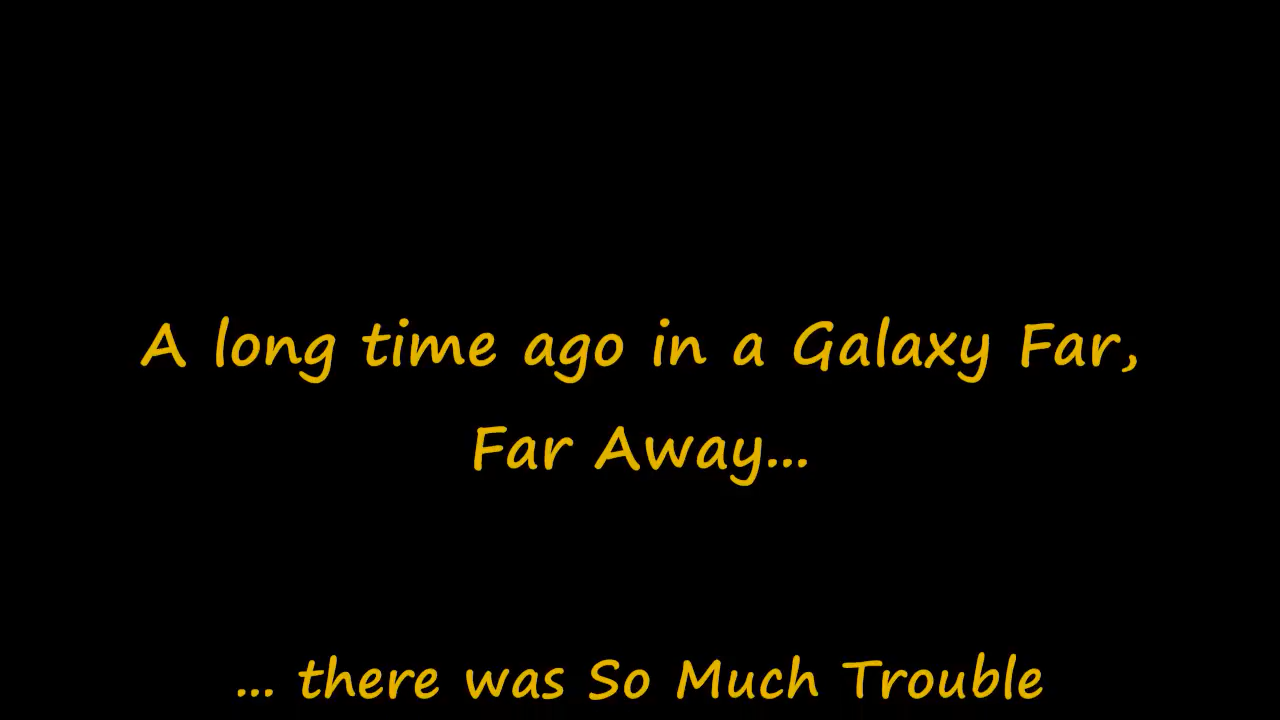 A long time ago in a Galaxy Far,
Far Away...
... there was So Much Trouble